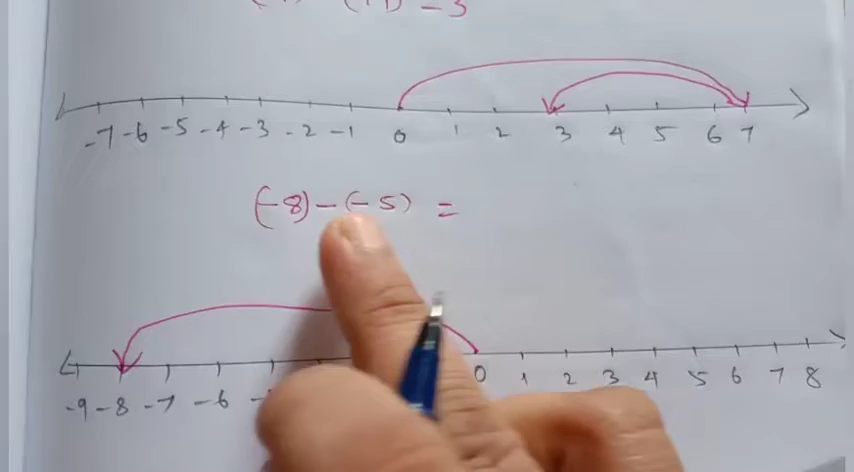 - 3
-7 -6 -5 -4 -3 -2 -1 0 1 2 3 4 5 6 7
(-8) - (-5) =
-9 -8 -7 -6 0 1 2 3 4 5 6 7 8